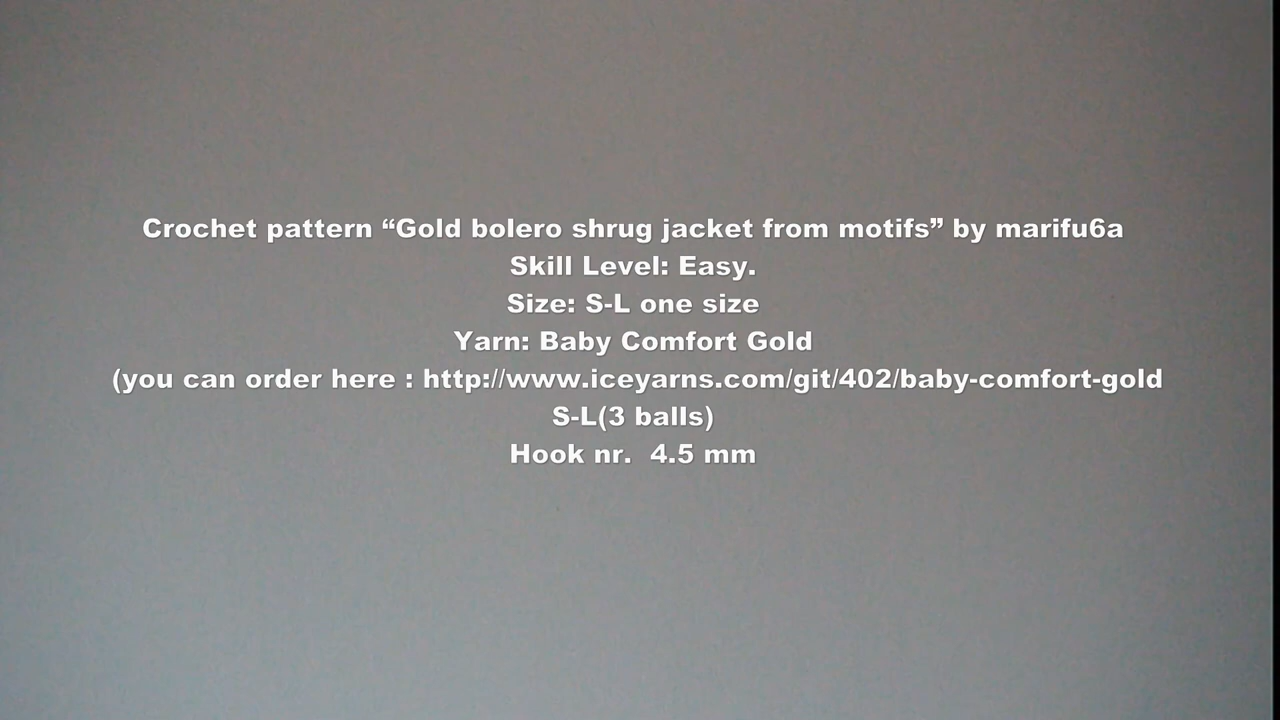 Crochet pattern “Gold bolero shrug jacket from motifs” by marifu6a
Skill Level: Easy.
Size: S-L one size
Yarn: Baby Comfort Gold
(you can order here : http://www.iceyarns.com/git/402/baby-comfort-gold
S-L(3 balls)
Hook nr.  4.5 mm